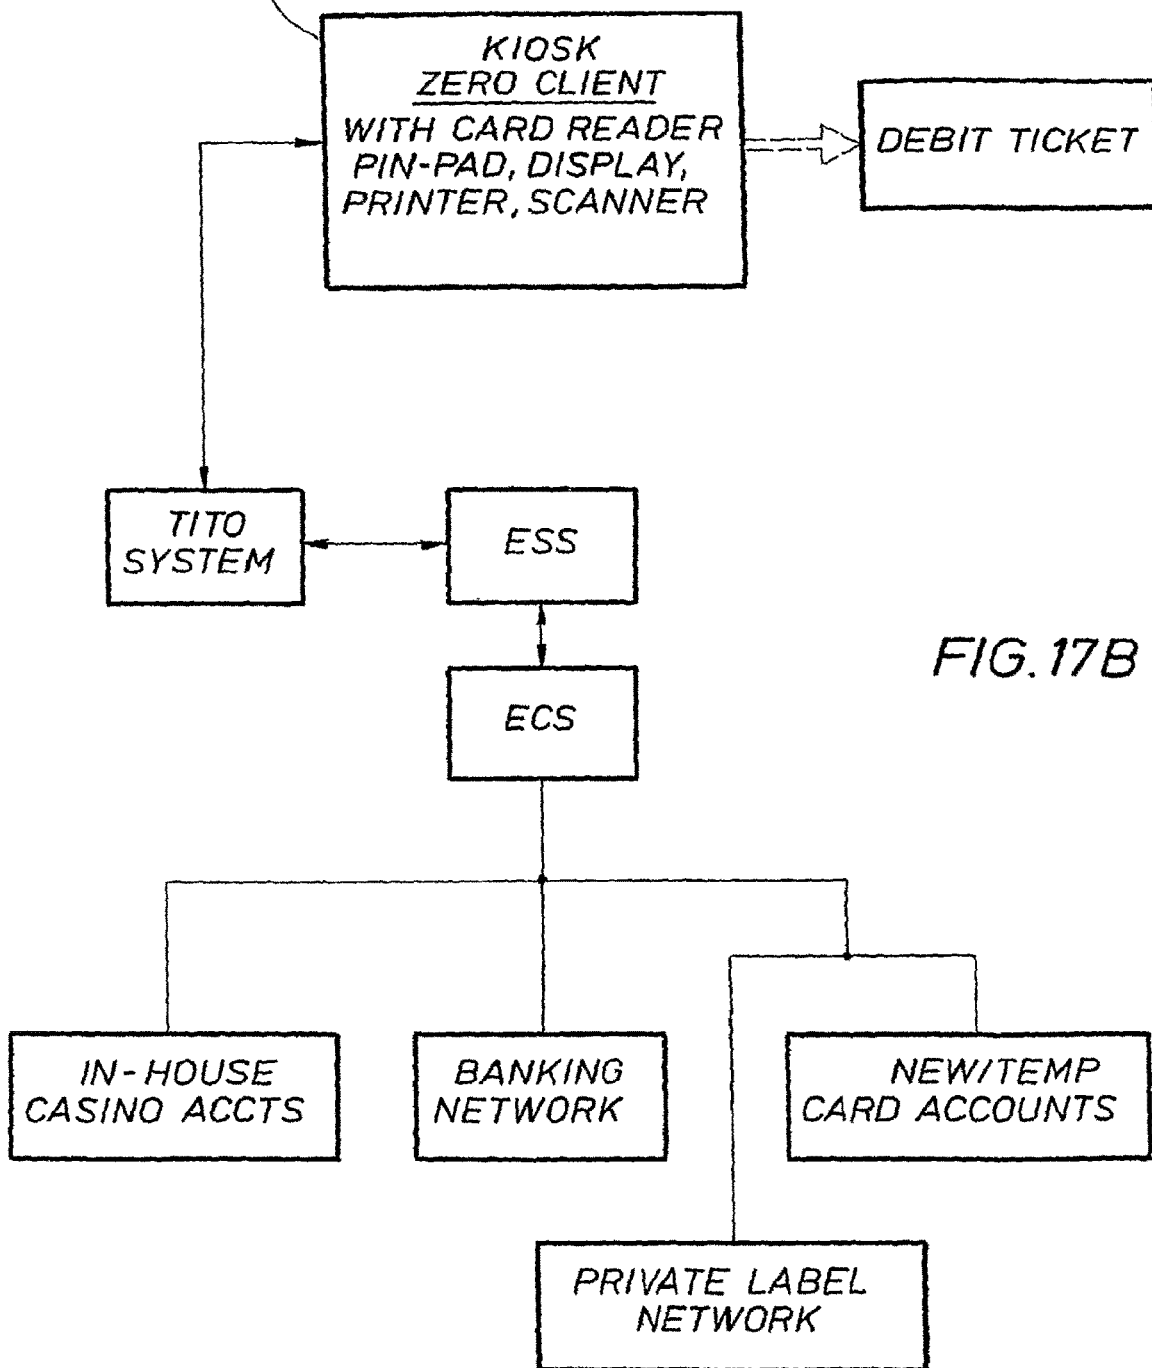 KIOSK
ZERO CLIENT
WITH CARD READER
PIN-PAD, DISPLAY,
PRINTER, SCANNER
DEBIT TICKET
TITO
SYSTEM
ESS
FIG. 17B
ECS
IN-HOUSE
CASINO ACCTS
BANKING
NETWORK
NEW/TEMP
CARD ACCOUNTS
PRIVATE LABEL
NETWORK